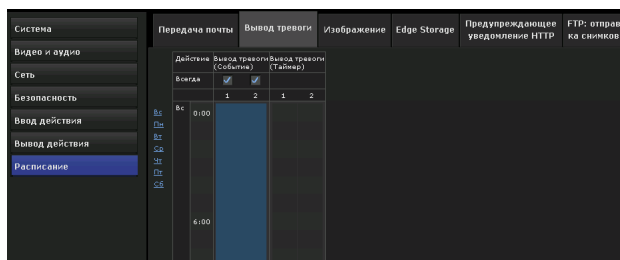 Система
Видео и аудио
Сеть
Безопасность
Ввод действия
Вывод действия
Расписание
Передача почты
Вывод тревоги
Изображение
Edge Storage
Предупреждающее
уведомление HTTP
FTP: отправ
ка снимков
Действие Вывод тревоги Вывод тревоги
(Событие) (Таймер)
Всегда
1 2 1 2
Вс
Пн
Вт
Ср
Чт
Пт
Сб
Вс 0:00
6:00